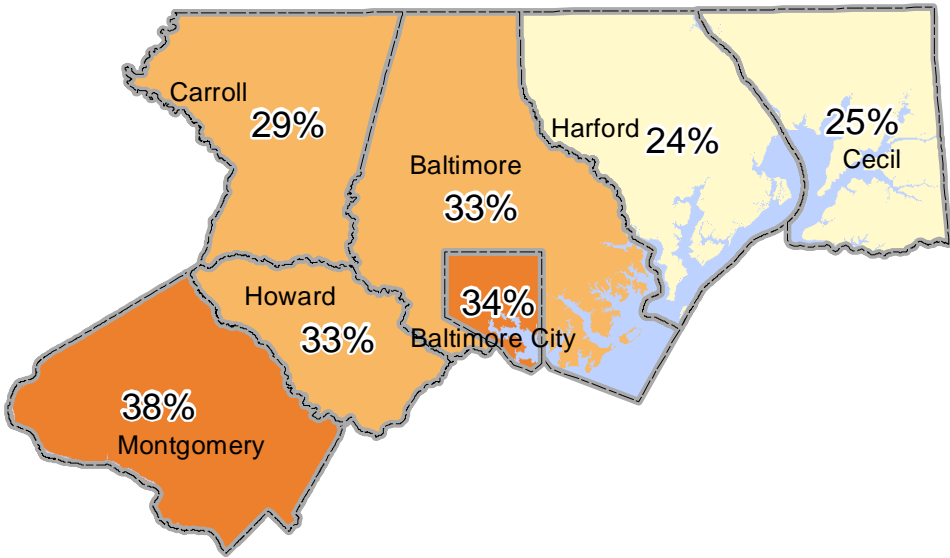 Carroll
29%
Baltimore
33%
Harford 24%
25%
Cecil
Howard
33%
34%
Baltimore City
38%
Montgomery